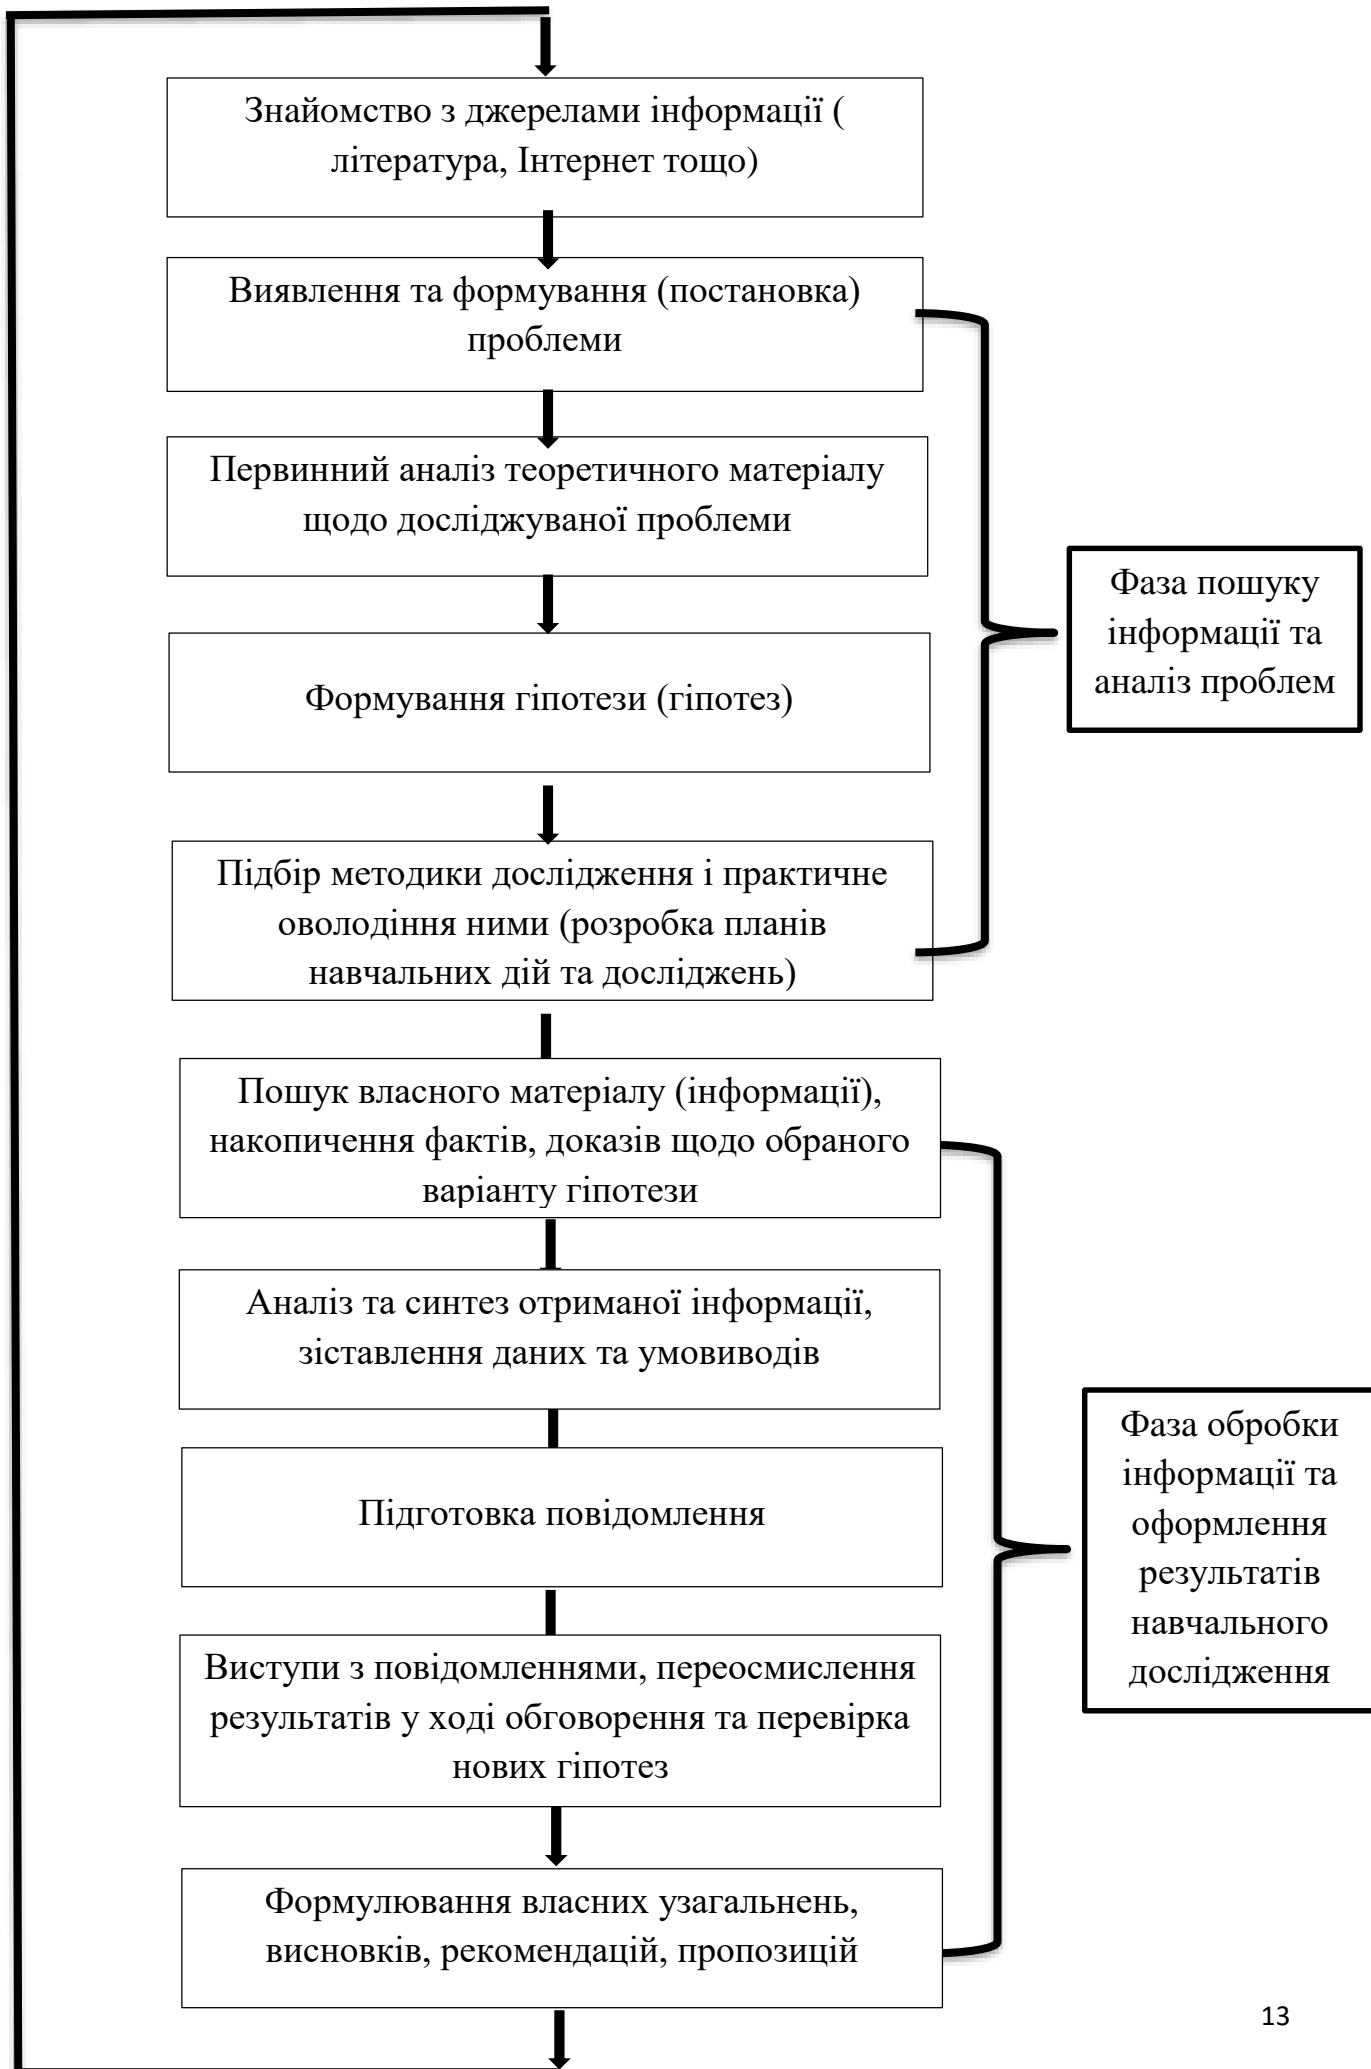 Знайомство з джерелами інформації (
література, Інтернет тощо)
Виявлення та формування (постановка)
проблеми
Первинний аналіз теоретичного матеріалу
щодо досліджуваної проблеми
Фаза пошуку
інформації та
аналіз проблем
Формування гіпотези (гіпотез)
Підбір методики дослідження і практичне
оволодіння ними (розробка планів
навчальних дій та досліджень)
Пошук власного матеріалу (інформації),
накопичення фактів, доказів щодо обраного
варіанту гіпотези
Аналіз та синтез отриманої інформації,
зіставлення даних та умовиводів
Фаза обробки
інформації та
оформлення
результатів
навчального
дослідження
Підготовка повідомлення
Виступи з повідомленнями, переосмислення
результатів у ході обговорення та перевірка
нових гіпотез
Формулювання власних узагальнень,
висновків, рекомендацій, пропозицій
13